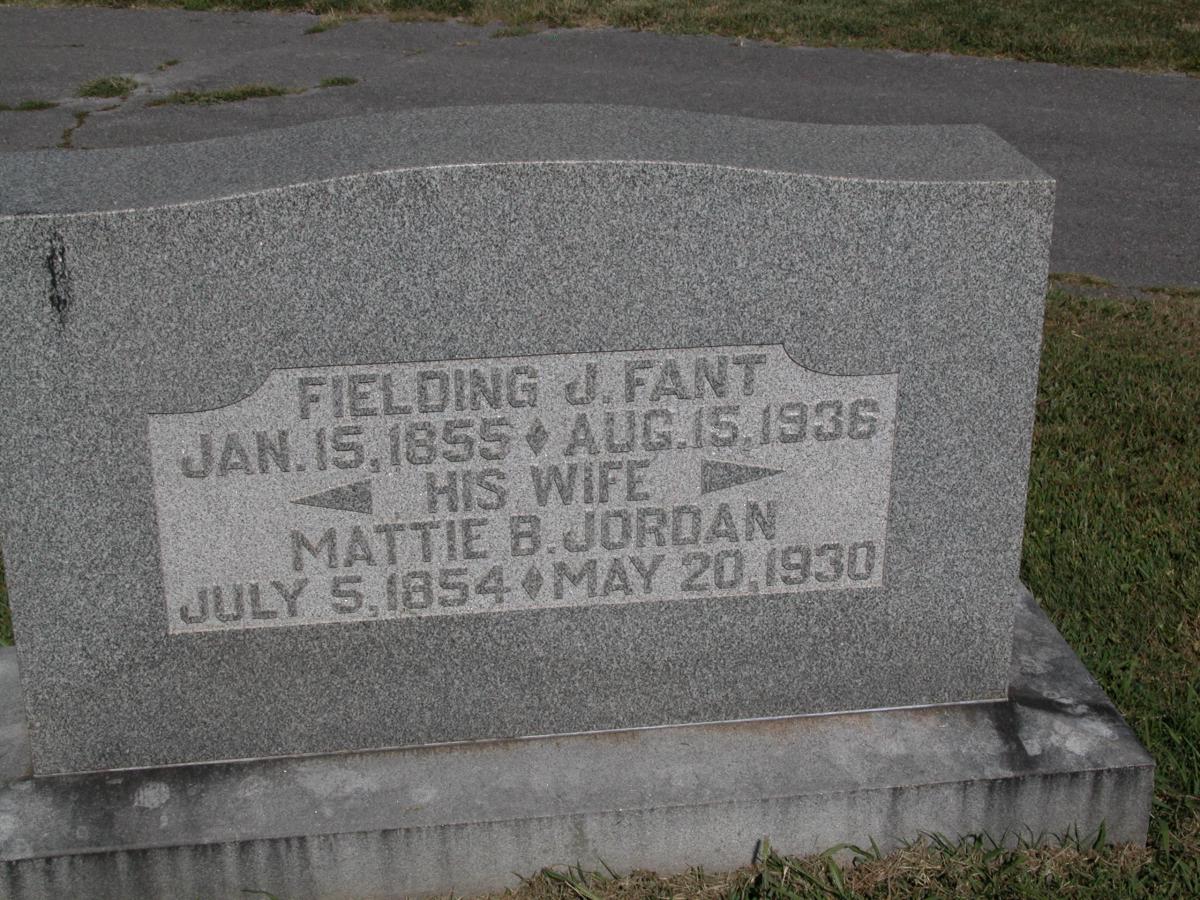 FIELDING J. FANT
JAN. 15, 1855 ♦ AUG. 15, 1936
HIS WIFE
MATTIE B. JORDAN
JULY 5, 1854 ♦ MAY 20, 1930